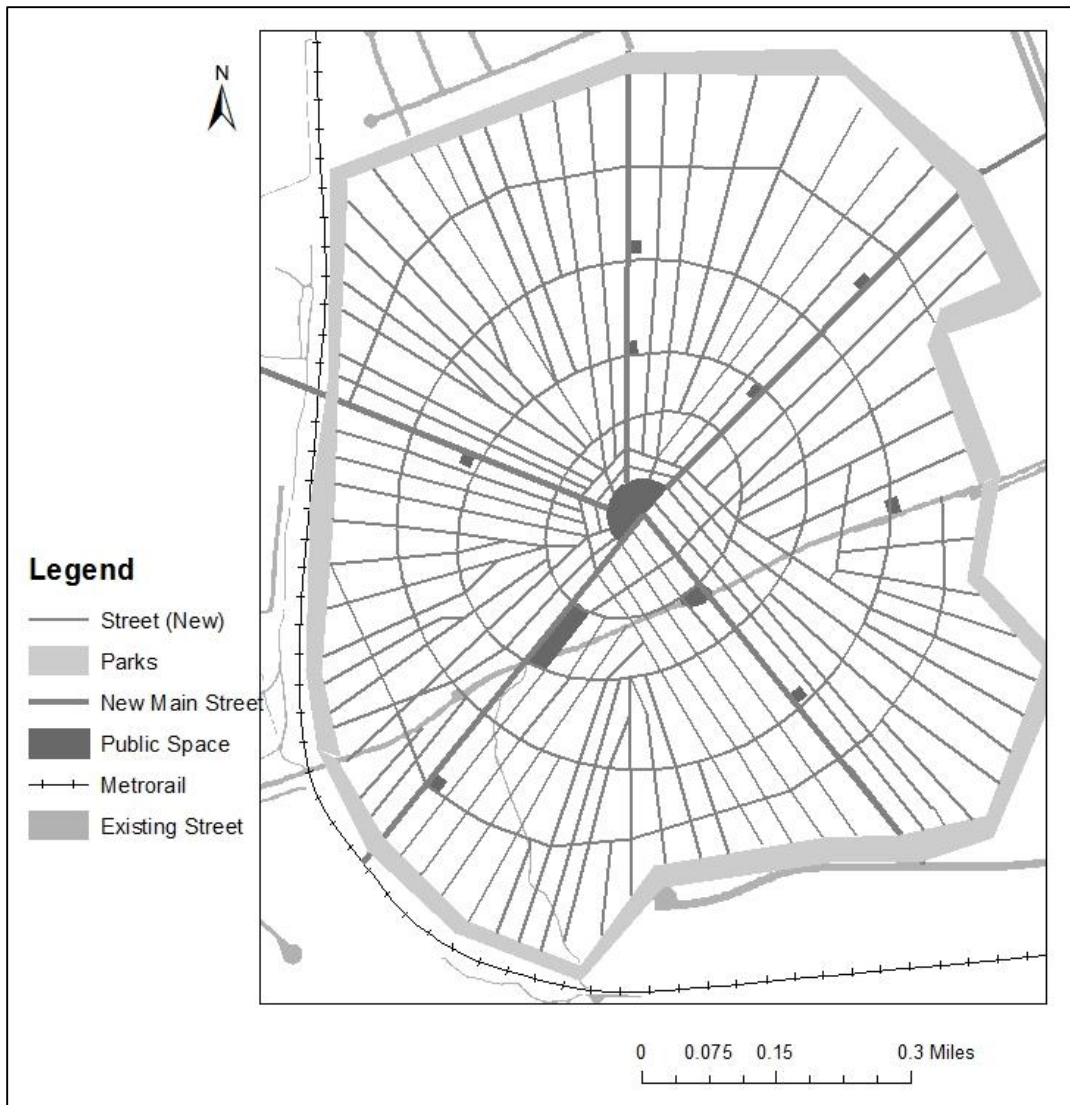 N
Legend
Street (New)
Parks
New Main Street
Public Space
Metrorail
Existing Street
0 0.075 0.15 0.3 Miles